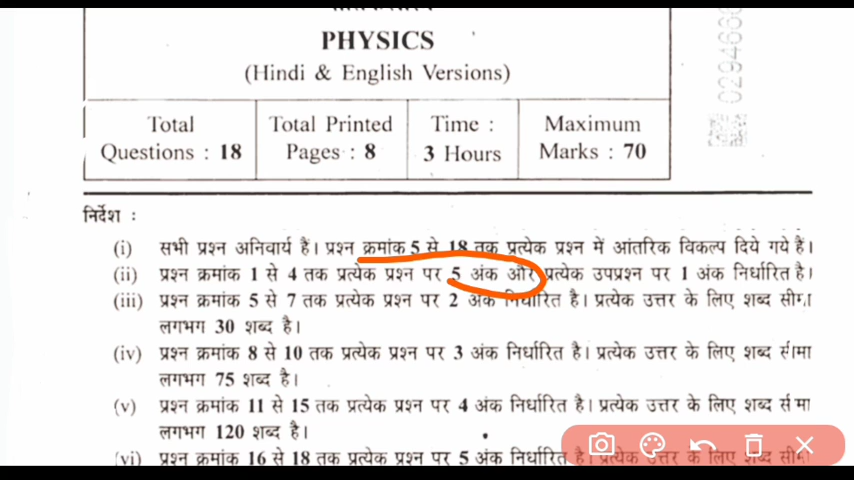 PHYSICS
(Hindi & English Versions)
Total Questions : 18
Total Printed Pages : 8
Time : 3 Hours
Maximum Marks : 70
0294666
निर्देश :
(i) सभी प्रश्न अनिवार्य हैं। प्रश्न क्रमांक 5 से 18 तक प्रत्येक प्रश्न में आंतरिक विकल्प दिये गये हैं।
(ii) प्रश्न क्रमांक 1 से 4 तक प्रत्येक प्रश्न पर 5 अंक और प्रत्येक उपप्रश्न पर 1 अंक निर्धारित है।
(iii) प्रश्न क्रमांक 5 से 7 तक प्रत्येक प्रश्न पर 2 अंक निर्धारित है। प्रत्येक उत्तर के लिए शब्द सीमा
लगभग 30 शब्द है।
(iv) प्रश्न क्रमांक 8 से 10 तक प्रत्येक प्रश्न पर 3 अंक निर्धारित है। प्रत्येक उत्तर के लिए शब्द सीमा
लगभग 75 शब्द है।
(v) प्रश्न क्रमांक 11 से 15 तक प्रत्येक प्रश्न पर 4 अंक निर्धारित है। प्रत्येक उत्तर के लिए शब्द सीमा
लगभग 120 शब्द है।
(vi) प्रश्न क्रमांक 16 से 18 तक प्रत्येक प्रश्न पर 5 अंक निर्धारित है। प्रत्येक उत्तर के लिए शब्द सीमा